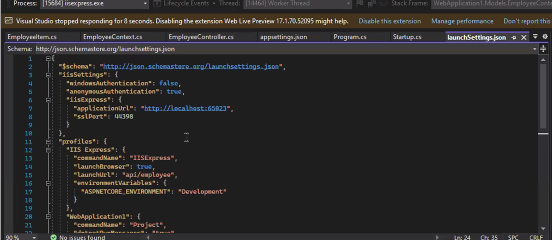 Process: [15684] iisexpress.exe Lifecycle Events Thread: [14464] Worker Thread Stack Frame: WebApplication1.Models.Employee
Visual Studio stopped responding for 8 seconds. Disabling the extension Web Live Preview 17.1.70.52095 might help. Disable this extension Manage performance Don't report this
EmployeeItem.cs EmployeeContext.cs EmployeeController.cs appsettings.json Program.cs Startup.cs launchSettings.json
Schema: http://json.schemastore.org/launchsettings.json
1 {
2 "$schema": "http://json.schemastore.org/launchsettings.json",
3 "iisSettings": {
4 "windowsAuthentication": false,
5 "anonymousAuthentication": true,
6 "iisExpress": {
7 "applicationUrl": "http://localhost:65023",
8 "sslPort": 44398
9 }
10 },
11 "profiles": {
12 "IIS Express": {
13 "commandName": "IISExpress",
14 "launchBrowser": true,
15 "launchUrl": "api/employee",
16 "environmentVariables": {
17 "ASPNETCORE_ENVIRONMENT": "Development"
18 }
19 },
20 "WebApplication1": {
21 "commandName": "Project",
90 % No issues found Ln: 24 Ch: 35 SPC CRLF